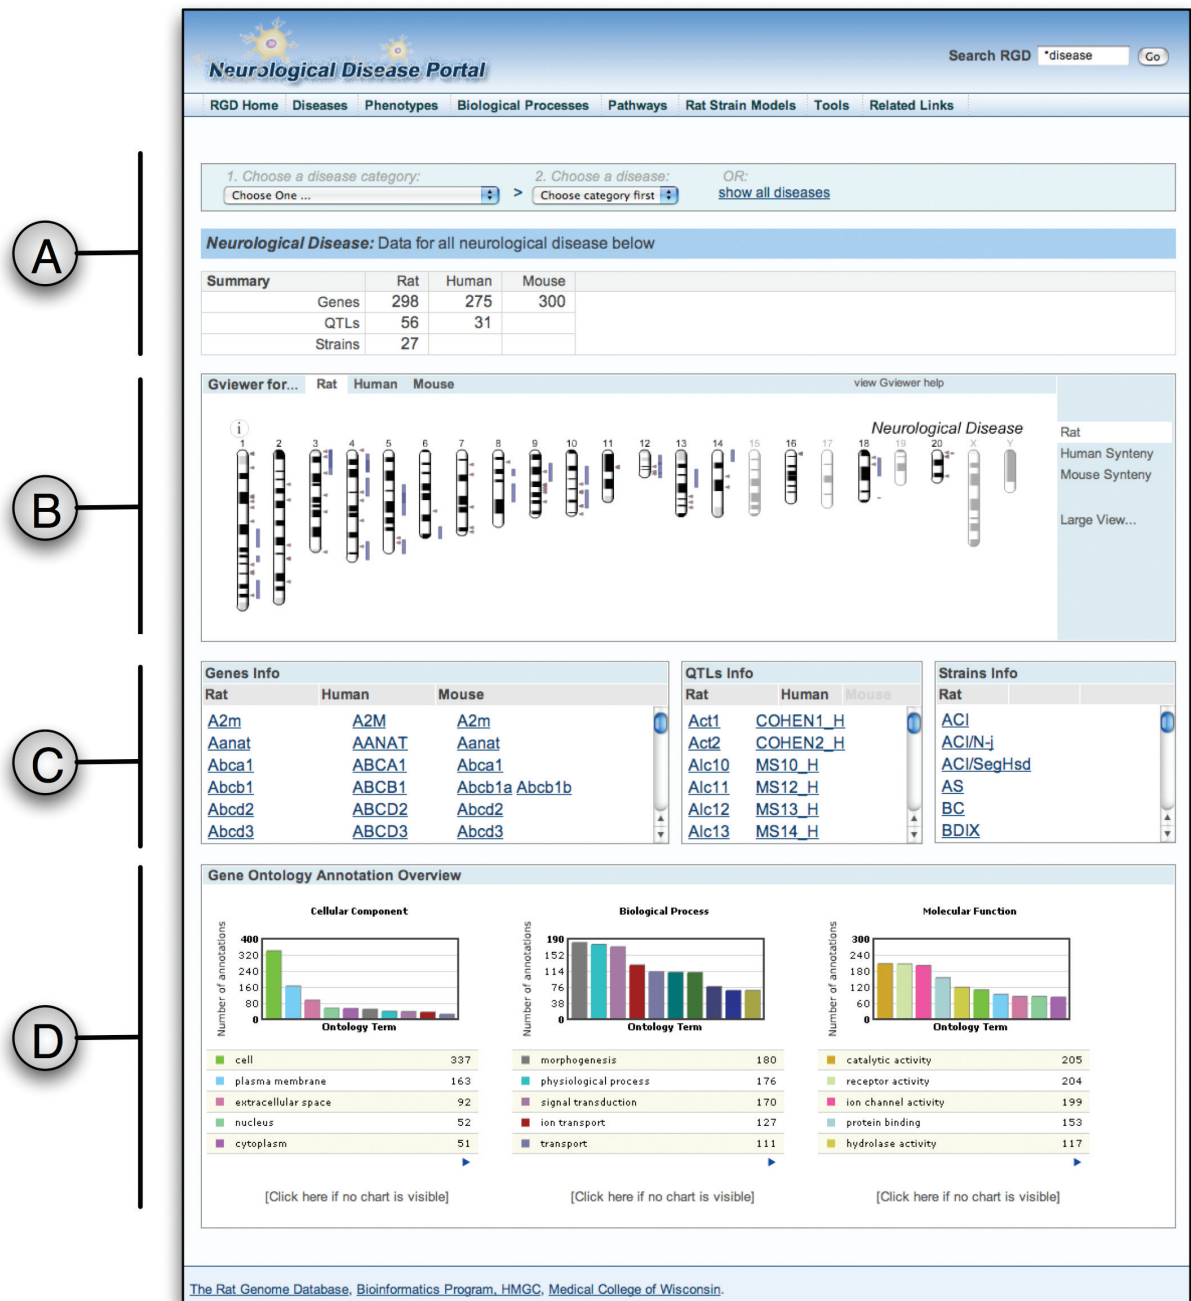 Neurological Disease Portal
Search RGD *disease Go
RGD Home Diseases Phenotypes Biological Processes Pathways Rat Strain Models Tools Related Links
A
1. Choose a disease category: 2. Choose a disease: OR:
Choose One ... > Choose category first show all diseases
Neurological Disease: Data for all neurological disease below
Summary Rat Human Mouse
Genes 298 275 300
QTLs 56 31
Strains 27
B
Gviewer for... Rat Human Mouse view Gviewer help
i
Neurological Disease
1 2 3 4 5 6 7 8 9 10 11 12 13 14 15 16 17 18 19 20 X Y
Rat
Human Synteny
Mouse Synteny
Large View...
C
Genes Info
Rat Human Mouse
A2m A2M A2m
Aanat AANAT Aanat
Abca1 ABCA1 Abca1
Abcb1 ABCB1 Abcb1a Abcb1b
Abcd2 ABCD2 Abcd2
Abcd3 ABCD3 Abcd3
QTLs Info
Rat Human Mouse
Act1 COHEN1_H
Act2 COHEN2_H
Alc10 MS10_H
Alc11 MS12_H
Alc12 MS13_H
Alc13 MS14_H
Strains Info
Rat
ACI
ACI/N-j
ACI/SegHsd
AS
BC
BDIX
D
Gene Ontology Annotation Overview
Cellular Component
Number of annotations
400
320
240
160
80
0
Ontology Term
cell 337
plasma membrane 163
extracellular space 92
nucleus 52
cytoplasm 51
[Click here if no chart is visible]
Biological Process
Number of annotations
190
152
114
76
38
0
Ontology Term
morphogenesis 180
physiological process 176
signal transduction 170
ion transport 127
transport 111
[Click here if no chart is visible]
Molecular Function
Number of annotations
300
240
180
120
60
0
Ontology Term
catalytic activity 205
receptor activity 204
ion channel activity 199
protein binding 153
hydrolase activity 117
[Click here if no chart is visible]
The Rat Genome Database, Bioinformatics Program, HMGC, Medical College of Wisconsin.